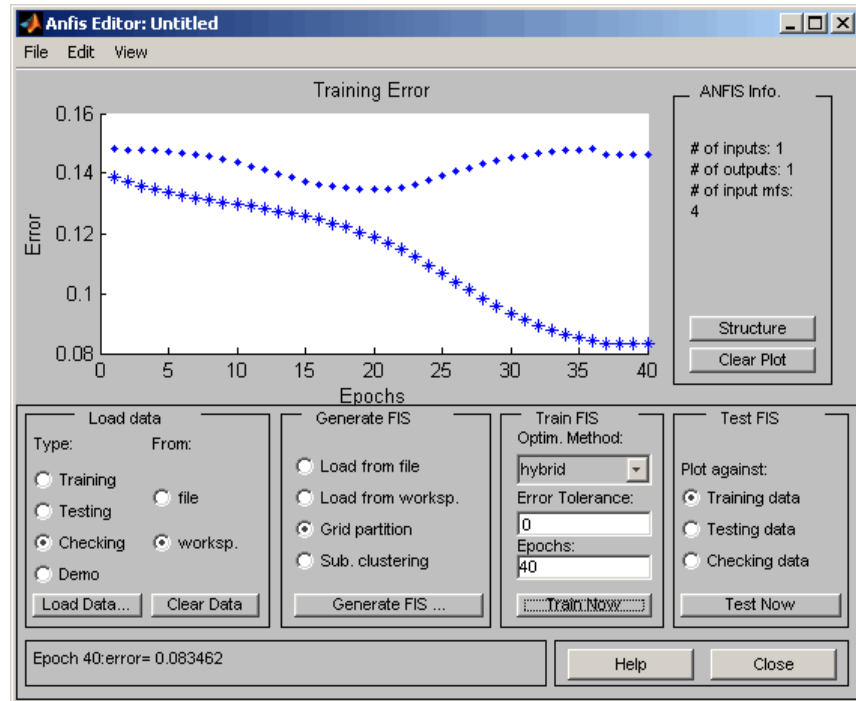 Anfis Editor: Untitled
File Edit View
Training Error
0.16
0.14
0.12
0.1
0.08
Error
0 5 10 15 20 25 30 35 40
Epochs
ANFIS Info.
# of inputs: 1
# of outputs: 1
# of input mfs:
4
Structure
Clear Plot
Load data
Type: From:
Training
Testing
Checking
Demo
file
worksp.
Load Data... Clear Data
Generate FIS
Load from file
Load from worksp.
Grid partition
Sub. clustering
Generate FIS ...
Train FIS
Optim. Method:
hybrid
Error Tolerance:
0
Epochs:
40
Train Now
Test FIS
Plot against:
Training data
Testing data
Checking data
Test Now
Epoch 40:error= 0.083462
Help Close